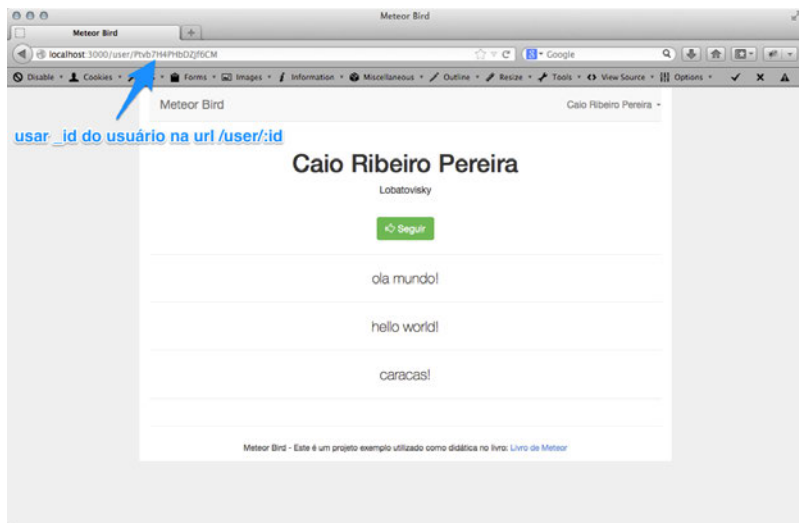 Meteor Bird
Meteor Bird
localhost:3000/user/Ptvb7H4PHbDZjf6CM
Google
Disable Cookies Forms Images Information Miscellaneous Outline Resize Tools View Source Options
usar _id do usuário na url /user/:id
Meteor Bird Caio Ribeiro Pereira
Caio Ribeiro Pereira
Lobatovisky
Seguir
ola mundo!
hello world!
caracas!
Meteor Bird - Este é um projeto exemplo utilizado como didática no livro: Livro de Meteor